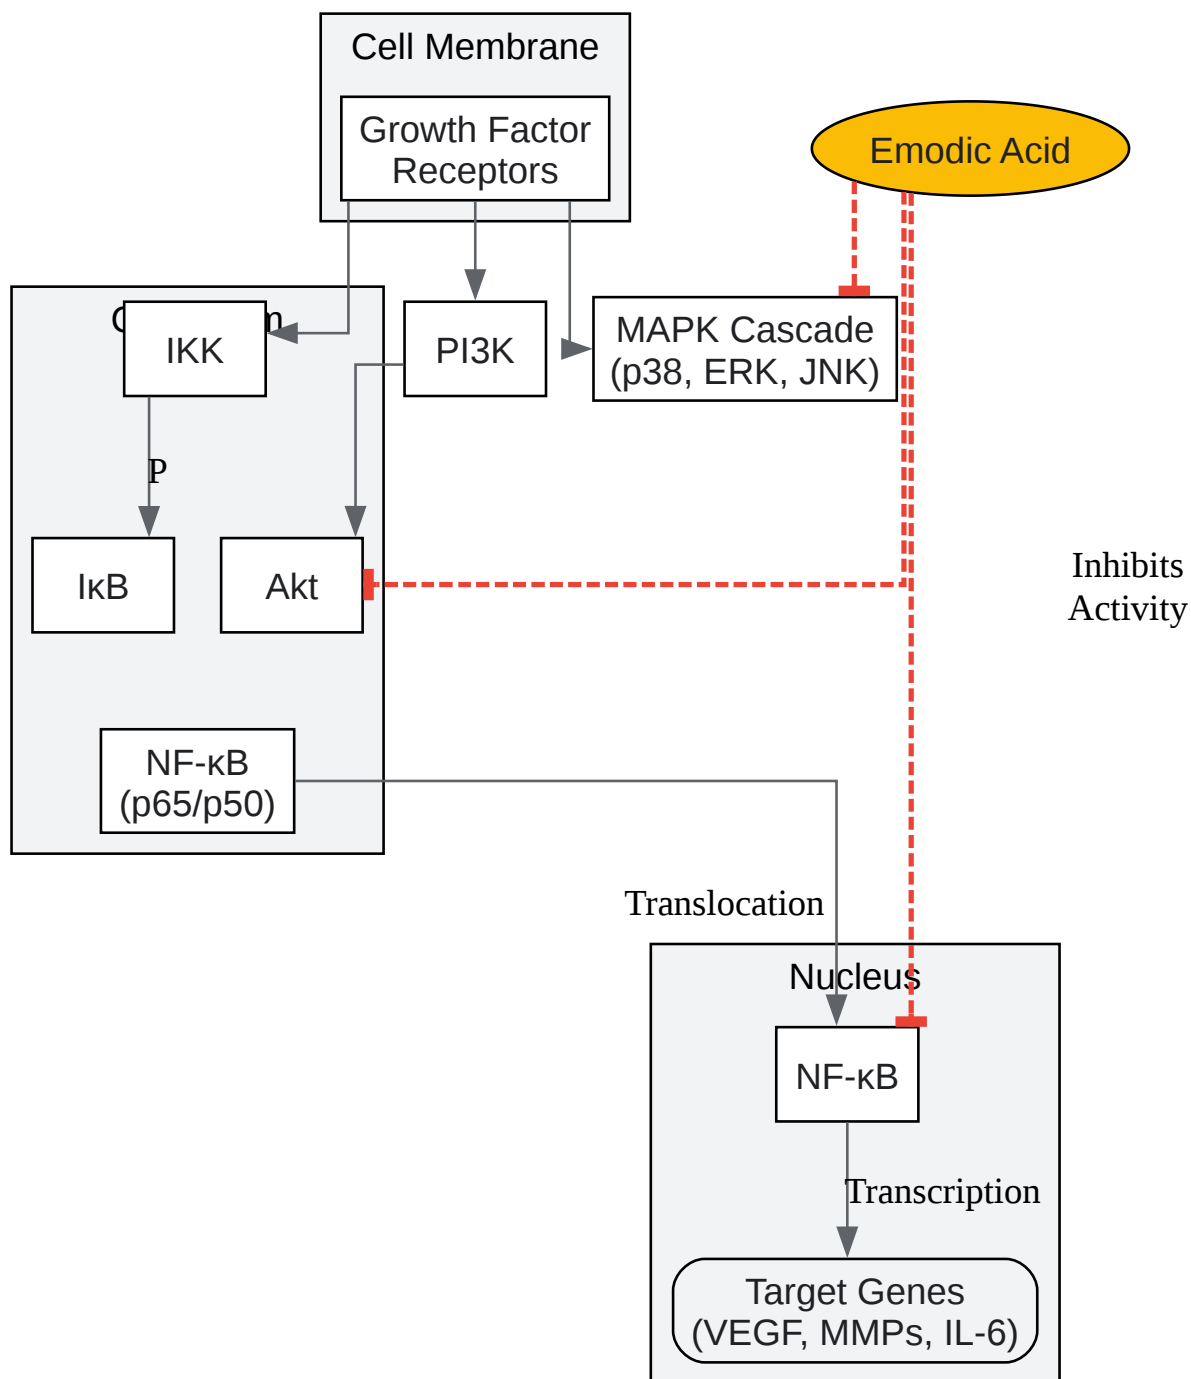 Cell Membrane
Growth Factor
Receptors
Emodic Acid
IKK
PI3K
MAPK Cascade
(p38, ERK, JNK)
P
IκB
Akt
Inhibits
Activity
NF-κB
(p65/p50)
Translocation
Nucleus
NF-κB
Transcription
Target Genes
(VEGF, MMPs, IL-6)